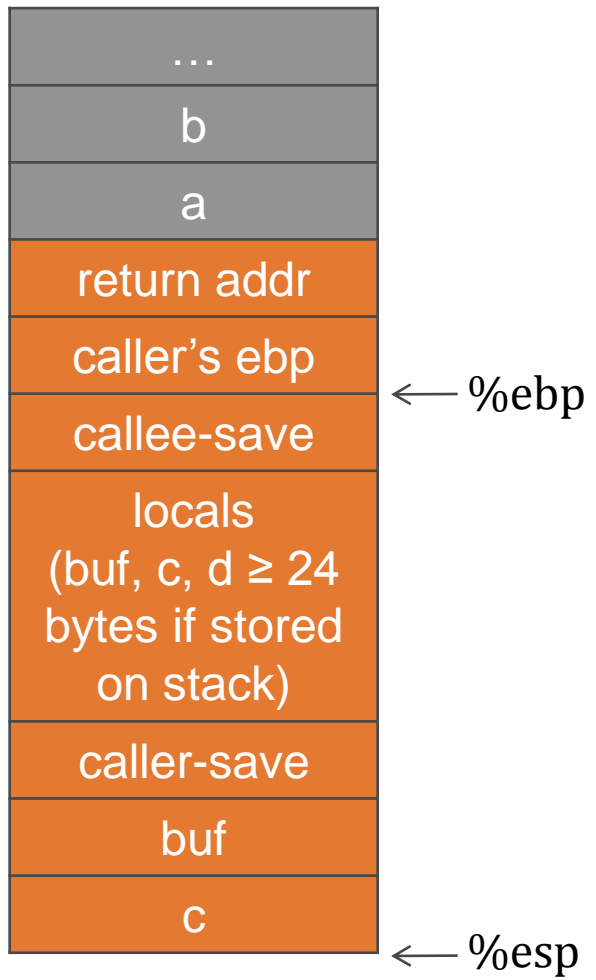 …
b
a
return addr
caller’s ebp
%ebp
callee-save
locals
(buf, c, d ≥ 24
bytes if stored
on stack)
caller-save
buf
c
%esp